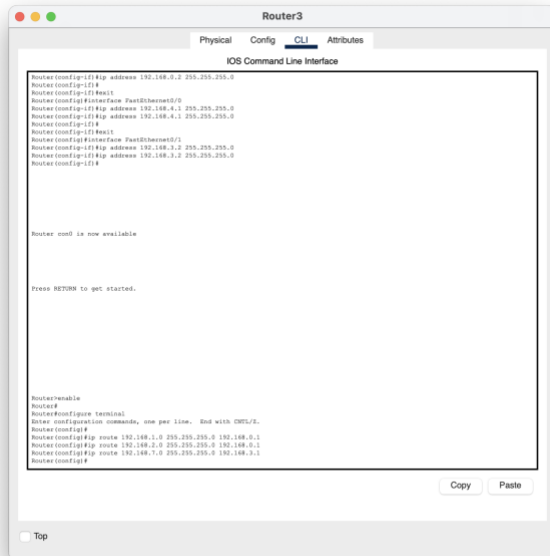 Router3
Physical Config CLI Attributes
IOS Command Line Interface
Router(config-if)#ip address 192.168.0.2 255.255.255.0
Router(config-if)#
Router(config-if)#exit
Router(config)#interface FastEthernet0/0
Router(config-if)#ip address 192.168.4.1 255.255.255.0
Router(config-if)#ip address 192.168.4.1 255.255.255.0
Router(config-if)#
Router(config-if)#exit
Router(config)#interface FastEthernet0/1
Router(config-if)#ip address 192.168.3.2 255.255.255.0
Router(config-if)#ip address 192.168.3.2 255.255.255.0
Router(config-if)#
Router con0 is now available
Press RETURN to get started.
Router>enable
Router#
Router#configure terminal
Enter configuration commands, one per line. End with CNTL/Z.
Router(config)#
Router(config)#ip route 192.168.1.0 255.255.255.0 192.168.0.1
Router(config)#ip route 192.168.2.0 255.255.255.0 192.168.0.1
Router(config)#ip route 192.168.7.0 255.255.255.0 192.168.3.1
Router(config)#
Copy Paste
Top